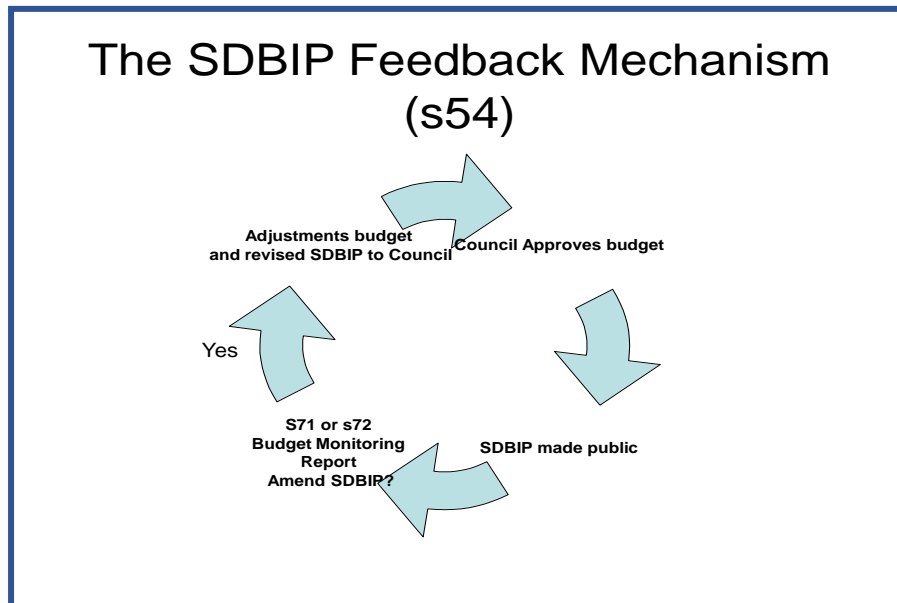 The SDBIP Feedback Mechanism
(s54)
Adjustments budget
and revised SDBIP to Council
Council Approves budget
Yes
S71 or s72
Budget Monitoring
Report
Amend SDBIP?
SDBIP made public